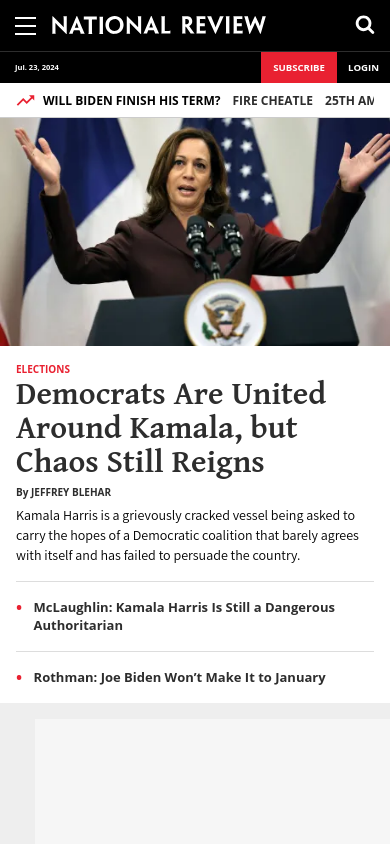 NATIONAL REVIEW
Jul. 23, 2024
SUBSCRIBE
LOGIN
WILL BIDEN FINISH HIS TERM? FIRE CHEATLE 25TH AM
ELECTIONS
Democrats Are United
Around Kamala, but
Chaos Still Reigns
By JEFFREY BLEHAR
Kamala Harris is a grievously cracked vessel being asked to
carry the hopes of a Democratic coalition that barely agrees
with itself and has failed to persuade the country.
• McLaughlin: Kamala Harris Is Still a Dangerous
Authoritarian
• Rothman: Joe Biden Won’t Make It to January